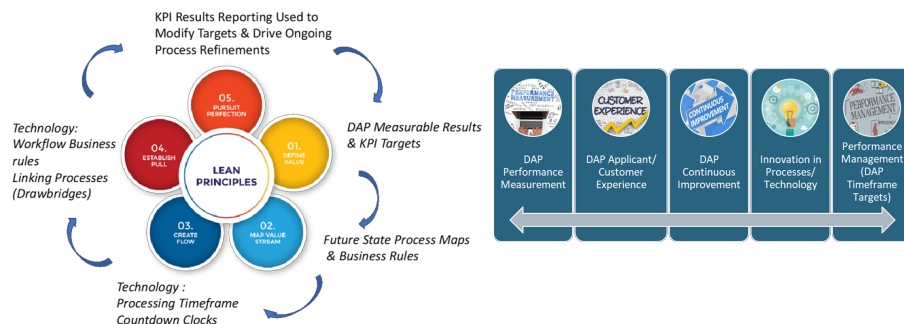 KPI Results Reporting Used to
Modify Targets & Drive Ongoing
Process Refinements
05.
PURSUIT
PERFECTION
Technology:
Workflow Business
rules
Linking Processes
(Drawbridges)
04.
ESTABLISH
PULL
LEAN
PRINCIPLES
01.
DEFINE
VALUE
DAP Measurable Results
& KPI Targets
03.
CREATE
FLOW
02.
MAP VALUE
STREAM
Future State Process Maps
& Business Rules
Technology :
Processing Timeframe
Countdown Clocks
PERFORMANCE
MEASUREMENT
CUSTOMER
EXPERIENCE
CONTINUOUS
IMPROVEMENT
PERFORMANCE
MANAGEMENT
DAP
Performance
Measurement
DAP Applicant/
Customer
Experience
DAP
Continuous
Improvement
Innovation in
Processes/
Technology
Performance
Management
(DAP
Timeframe
Targets)